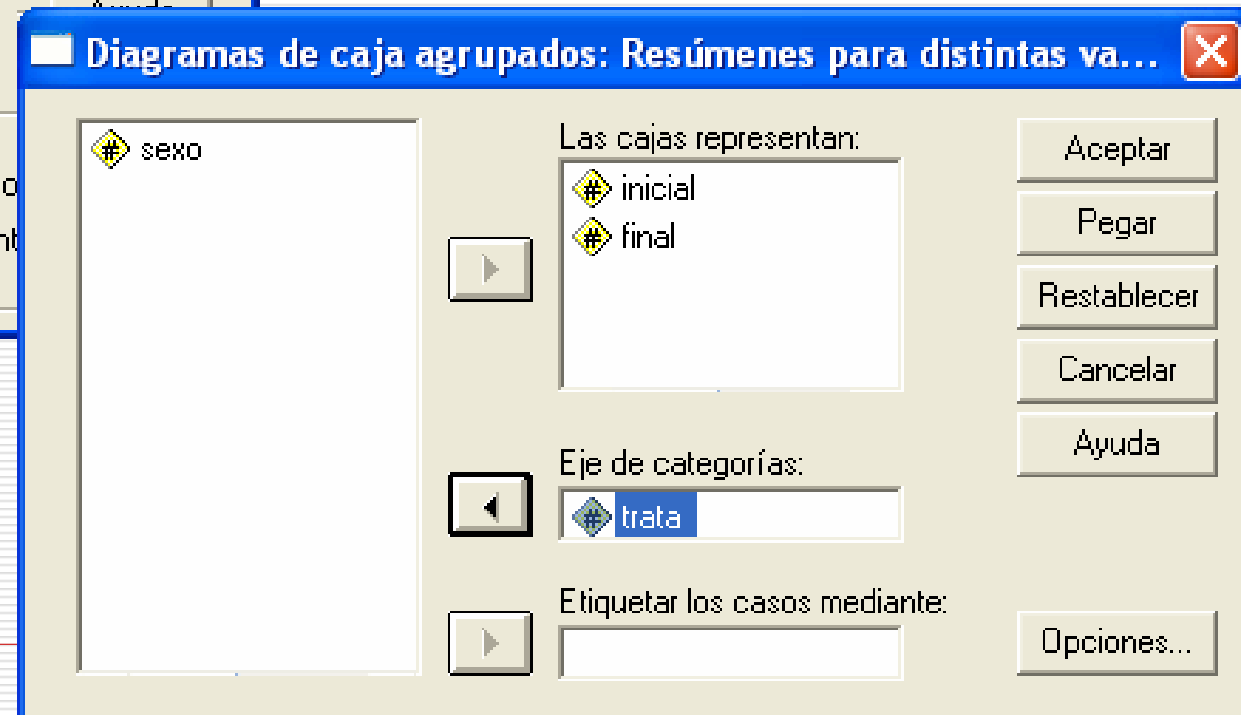 Diagramas de caja agrupados: Resúmenes para distintas va...
# sexo
Las cajas representan:
# inicial
# final
Eje de categorías:
# trata
Etiquetar los casos mediante:
Aceptar
Pegar
Restablecer
Cancelar
Ayuda
Opciones...